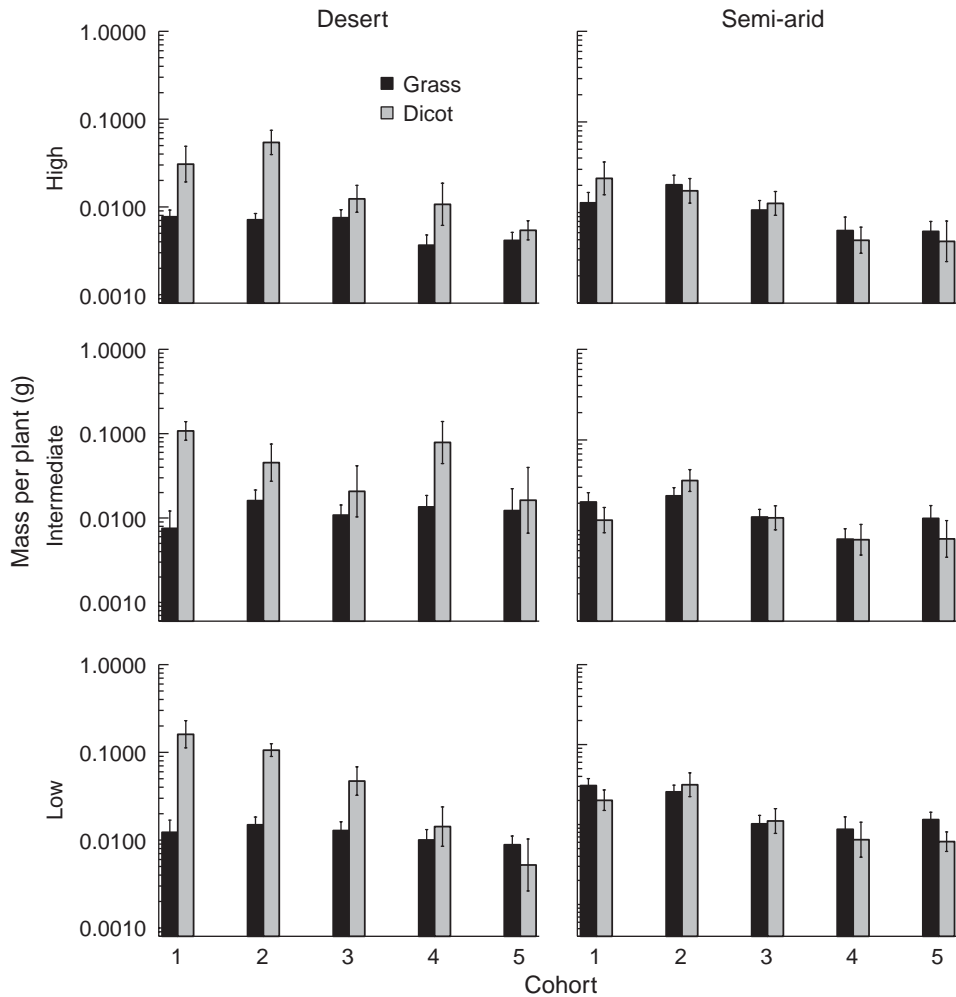 Desert
Semi-arid
1.0000
0.1000
0.0100
0.0010
High
Grass
Dicot
Mass per plant (g)
1.0000
0.1000
0.0100
0.0010
Intermediate
1.0000
0.1000
0.0100
0.0010
Low
1 2 3 4 5
1 2 3 4 5
Cohort